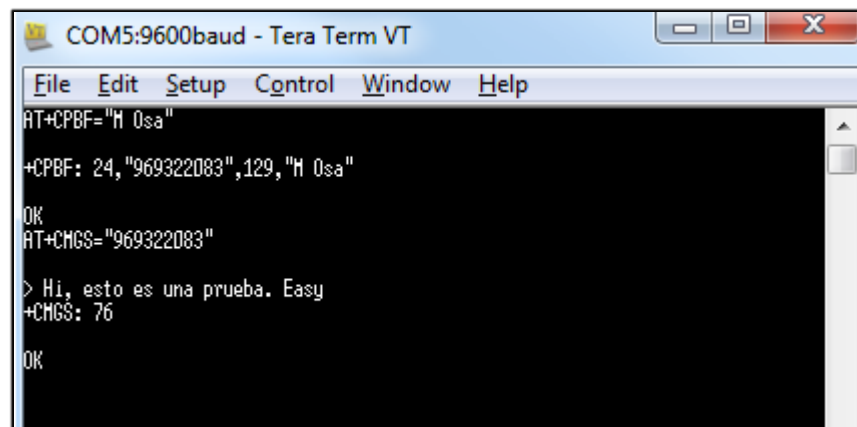 COM5:9600baud - Tera Term VT
File Edit Setup Control Window Help
AT+CPBF="M Osa"
+CPBF: 24,"969322083",129,"M Osa"
OK
AT+CMGS="969322083"
> Hi, esto es una prueba. Easy
+CMGS: 76
OK